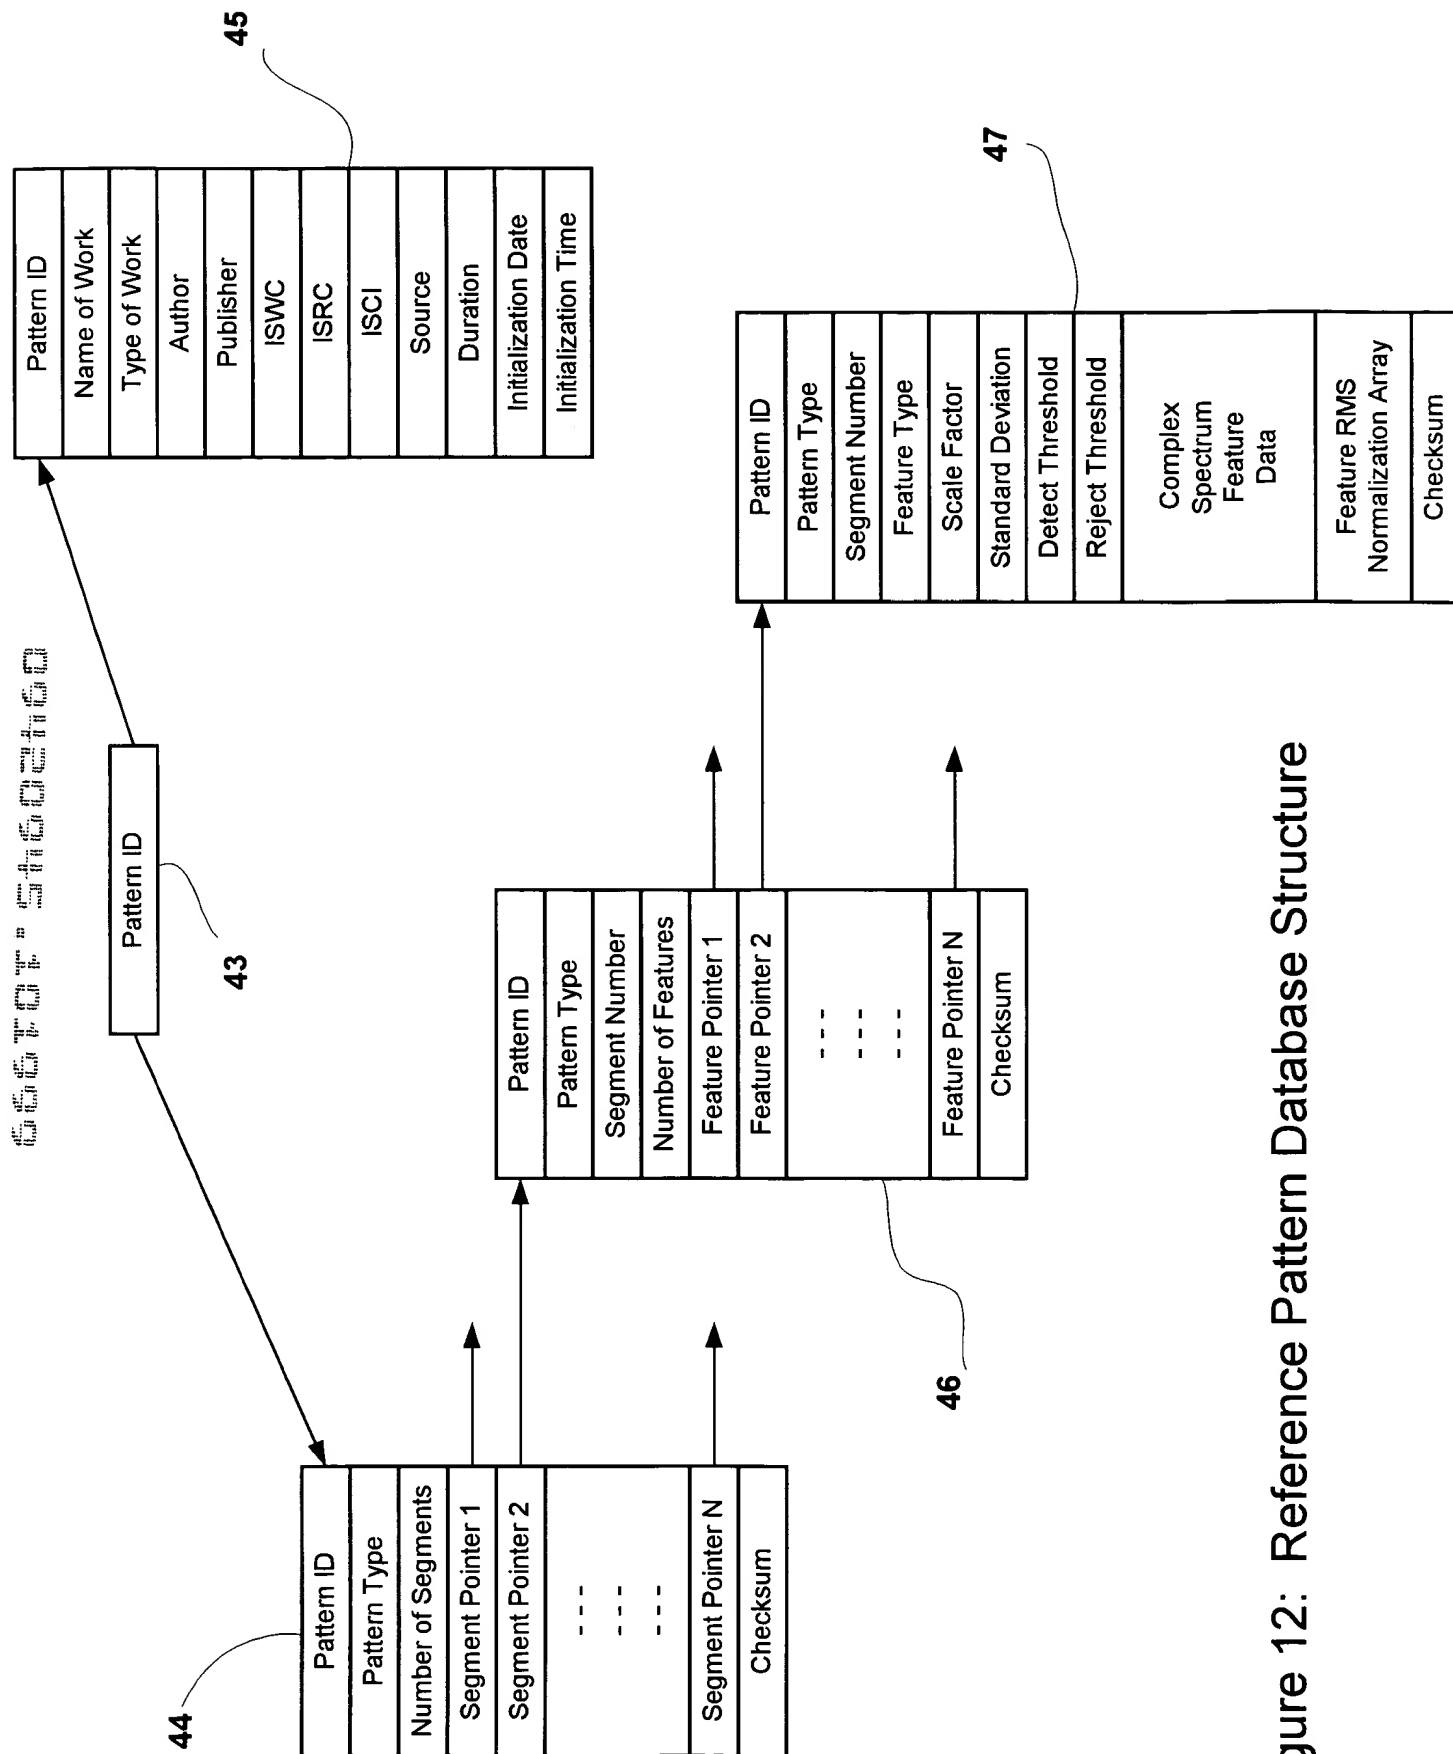 666TOT" SH60Zh60
43
Pattern ID
44
Pattern ID
Pattern Type
Number of Segments
Segment Pointer 1
Segment Pointer 2
---
---
---
Segment Pointer N
Checksum
45
Pattern ID
Name of Work
Type of Work
Author
Publisher
ISWC
ISRC
ISCI
Source
Duration
Initialization Date
Initialization Time
46
Pattern ID
Pattern Type
Segment Number
Number of Features
Feature Pointer 1
Feature Pointer 2
---
---
---
Feature Pointer N
Checksum
47
Pattern ID
Pattern Type
Segment Number
Feature Type
Scale Factor
Standard Deviation
Detect Threshold
Reject Threshold
Complex
Spectrum
Feature
Data
Feature RMS
Normalization Array
Checksum
gure 12: Reference Pattern Database Structure